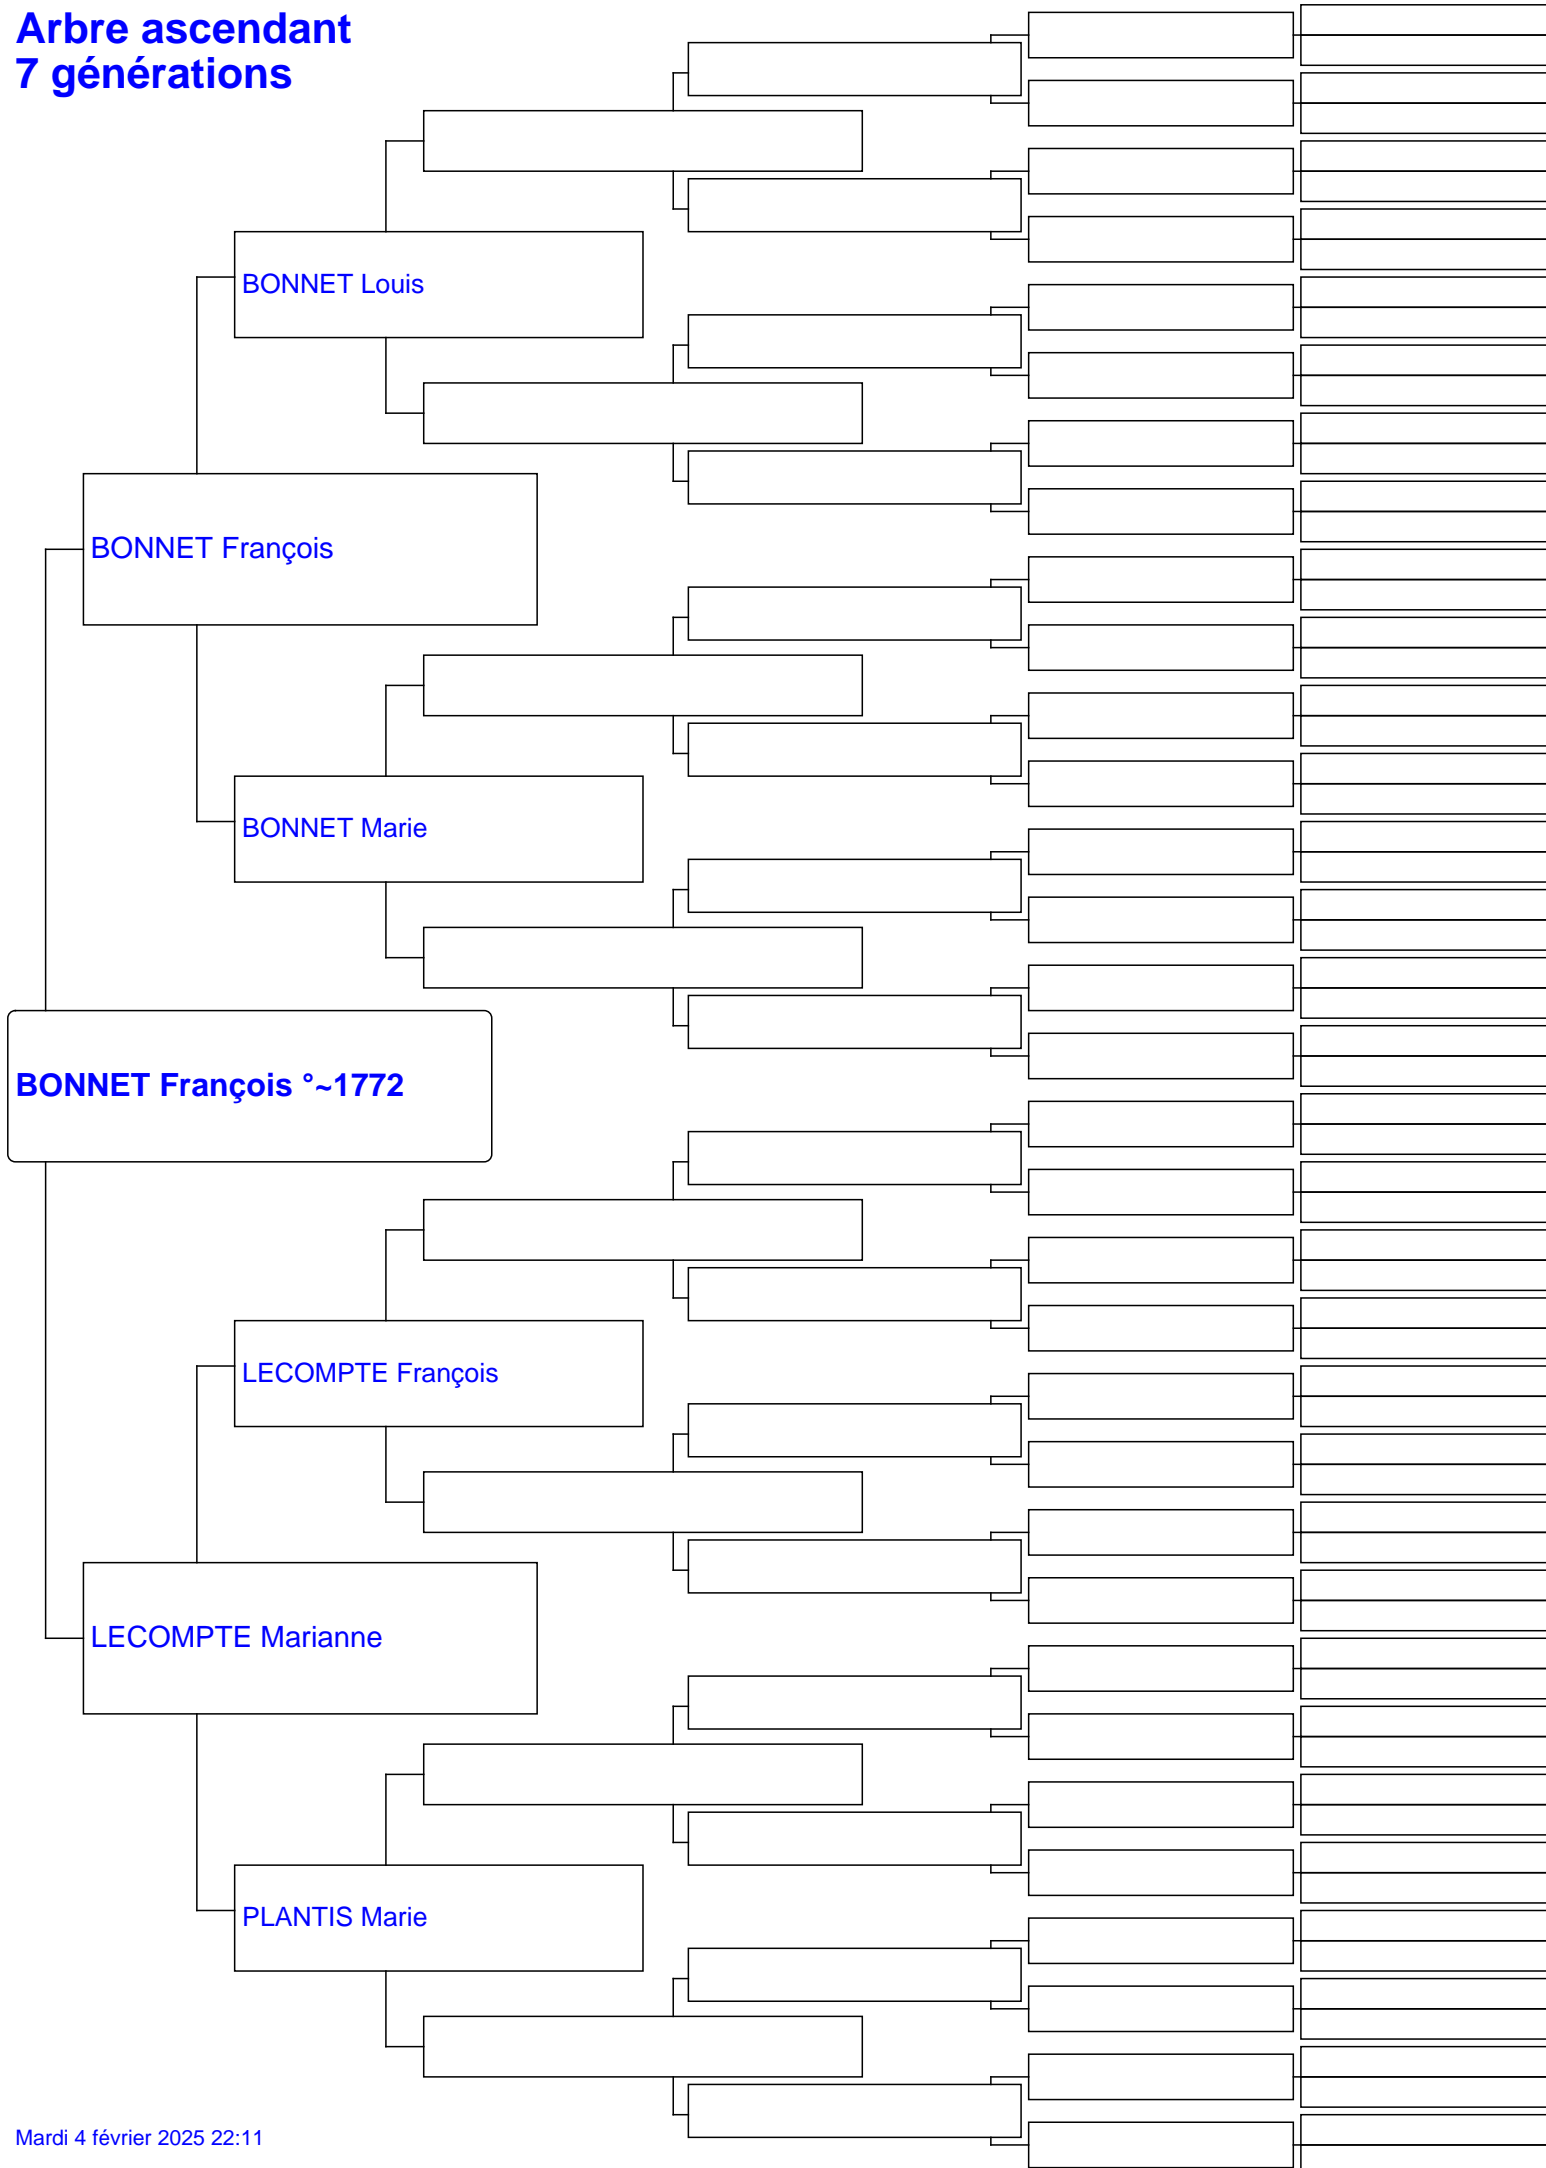 Arbre ascendant
7 générations
BONNET Louis
BONNET François
BONNET Marie
BONNET François °~1772
LECOMPTE François
LECOMPTE Marianne
PLANTIS Marie
Mardi 4 février 2025 22:11